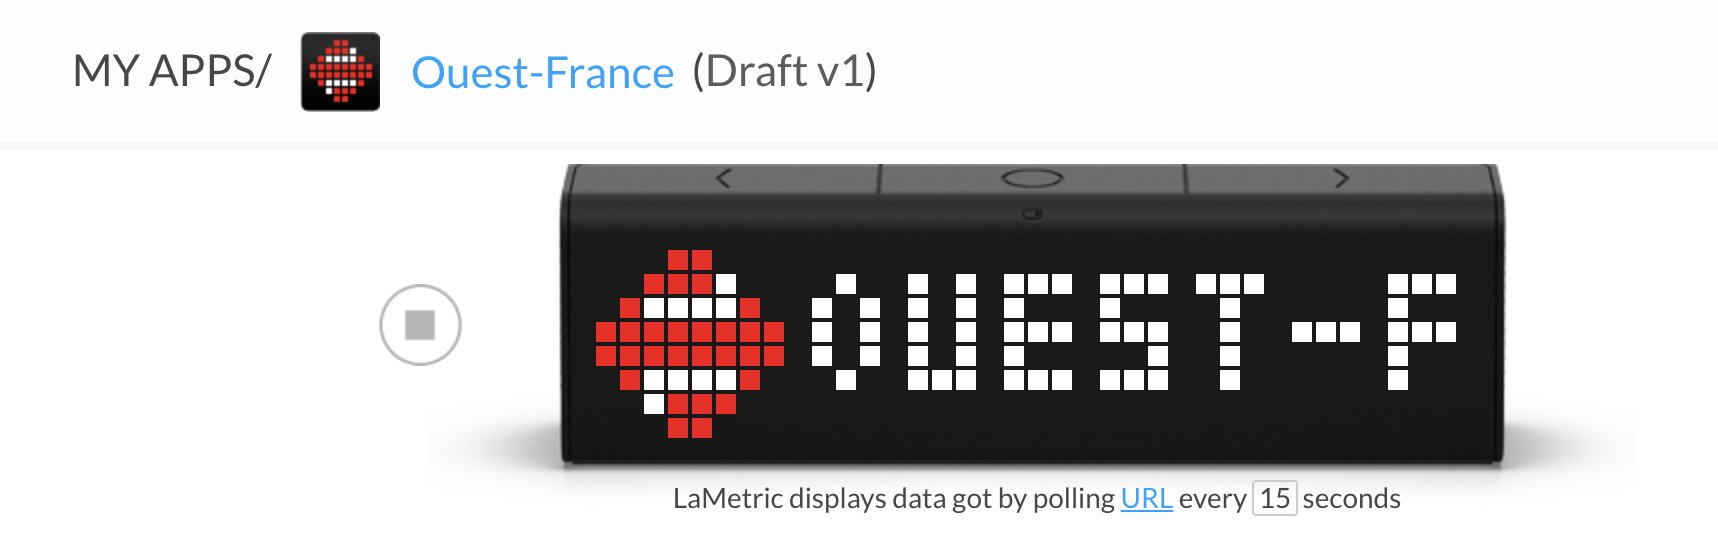 MY APPS/ Ouest-France (Draft v1)
OUEST-F
LaMetric displays data got by polling URL every 15 seconds